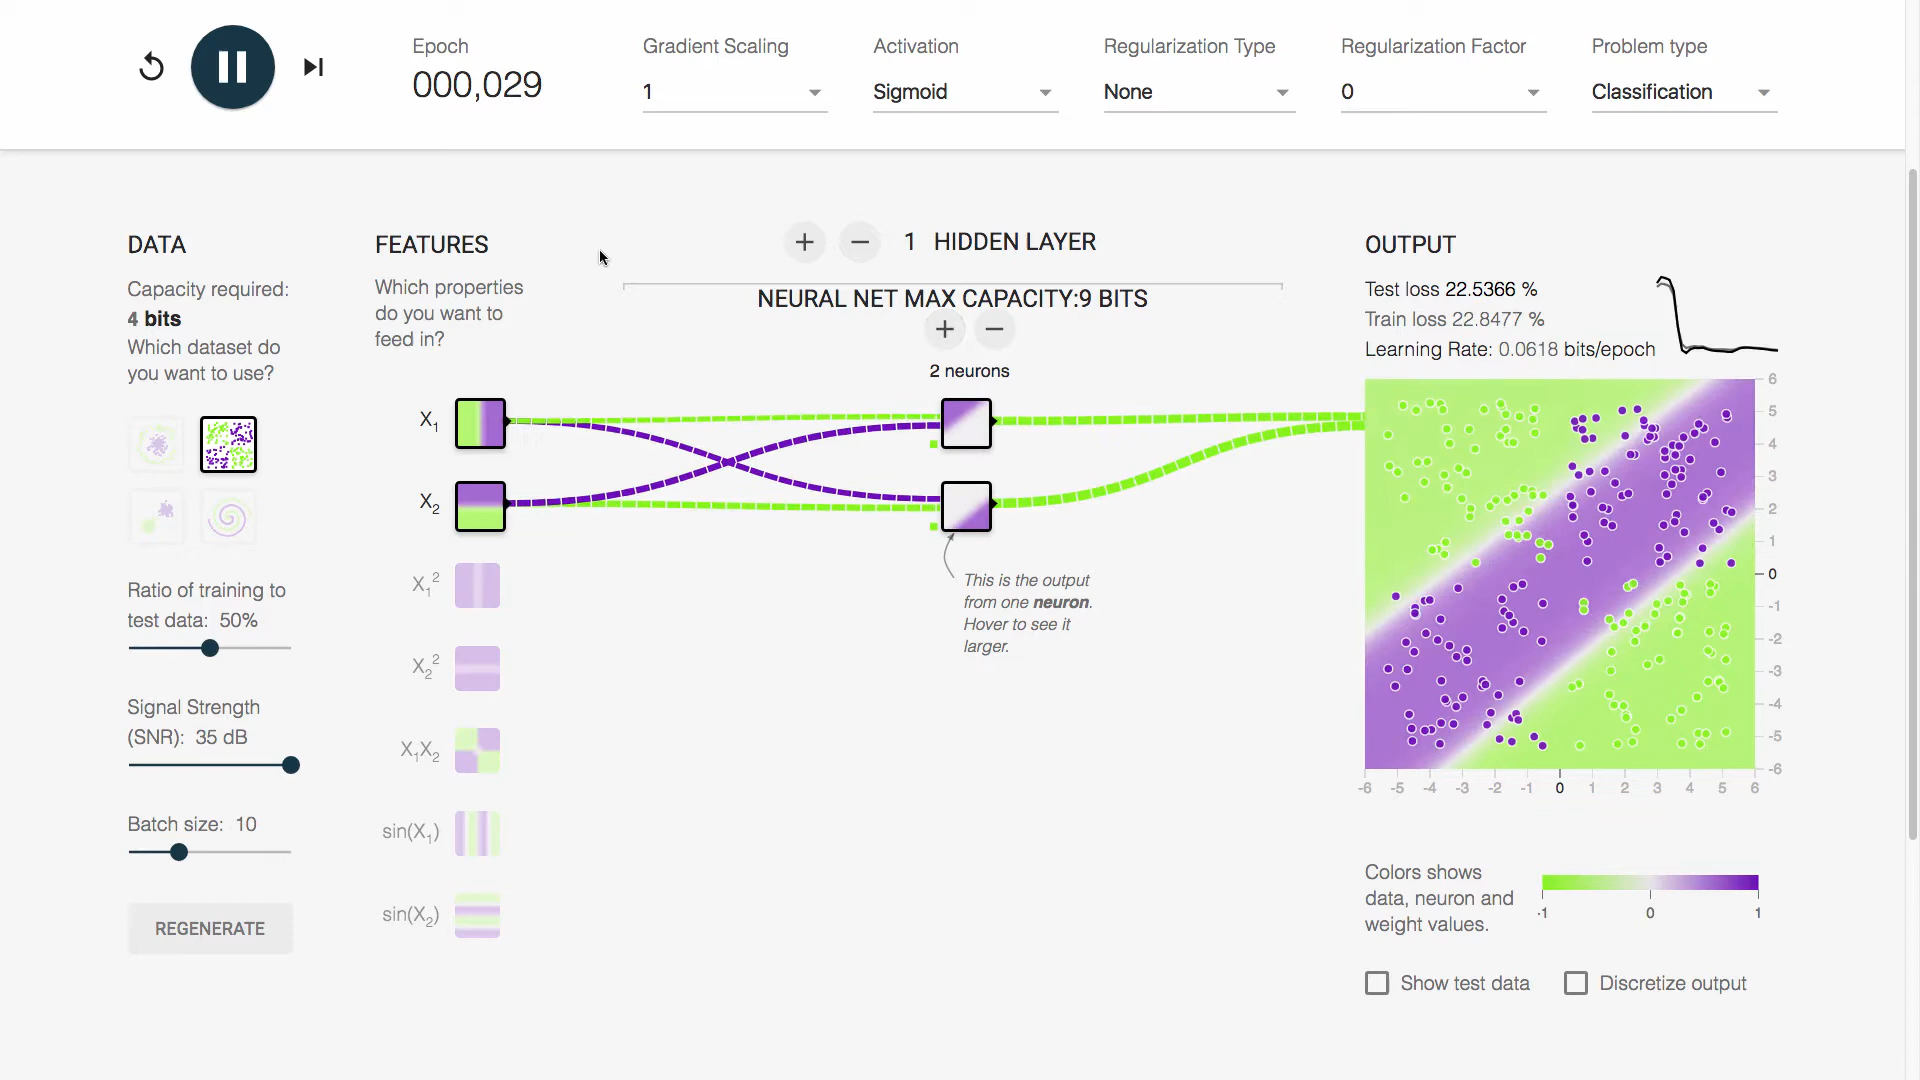 Epoch
000,029
Gradient Scaling
1
Activation
Sigmoid
Regularization Type
None
Regularization Factor
0
Problem type
Classification
DATA
Capacity required:
4 bits
Which dataset do
you want to use?
Ratio of training to
test data: 50%
Signal Strength
(SNR): 35 dB
Batch size: 10
REGENERATE
FEATURES
Which properties
do you want to
feed in?
X₁
X₂
X₁²
X₂²
X₁X₂
sin(X₁)
sin(X₂)
1 HIDDEN LAYER
NEURAL NET MAX CAPACITY:9 BITS
2 neurons
This is the output
from one neuron.
Hover to see it
larger.
OUTPUT
Test loss 22.5366 %
Train loss 22.8477 %
Learning Rate: 0.0618 bits/epoch
6
5
4
3
2
1
0
-1
-2
-3
-4
-5
-6
-6 -5 -4 -3 -2 -1 0 1 2 3 4 5 6
Colors shows
data, neuron and
weight values.
-1 0 1
Show test data
Discretize output